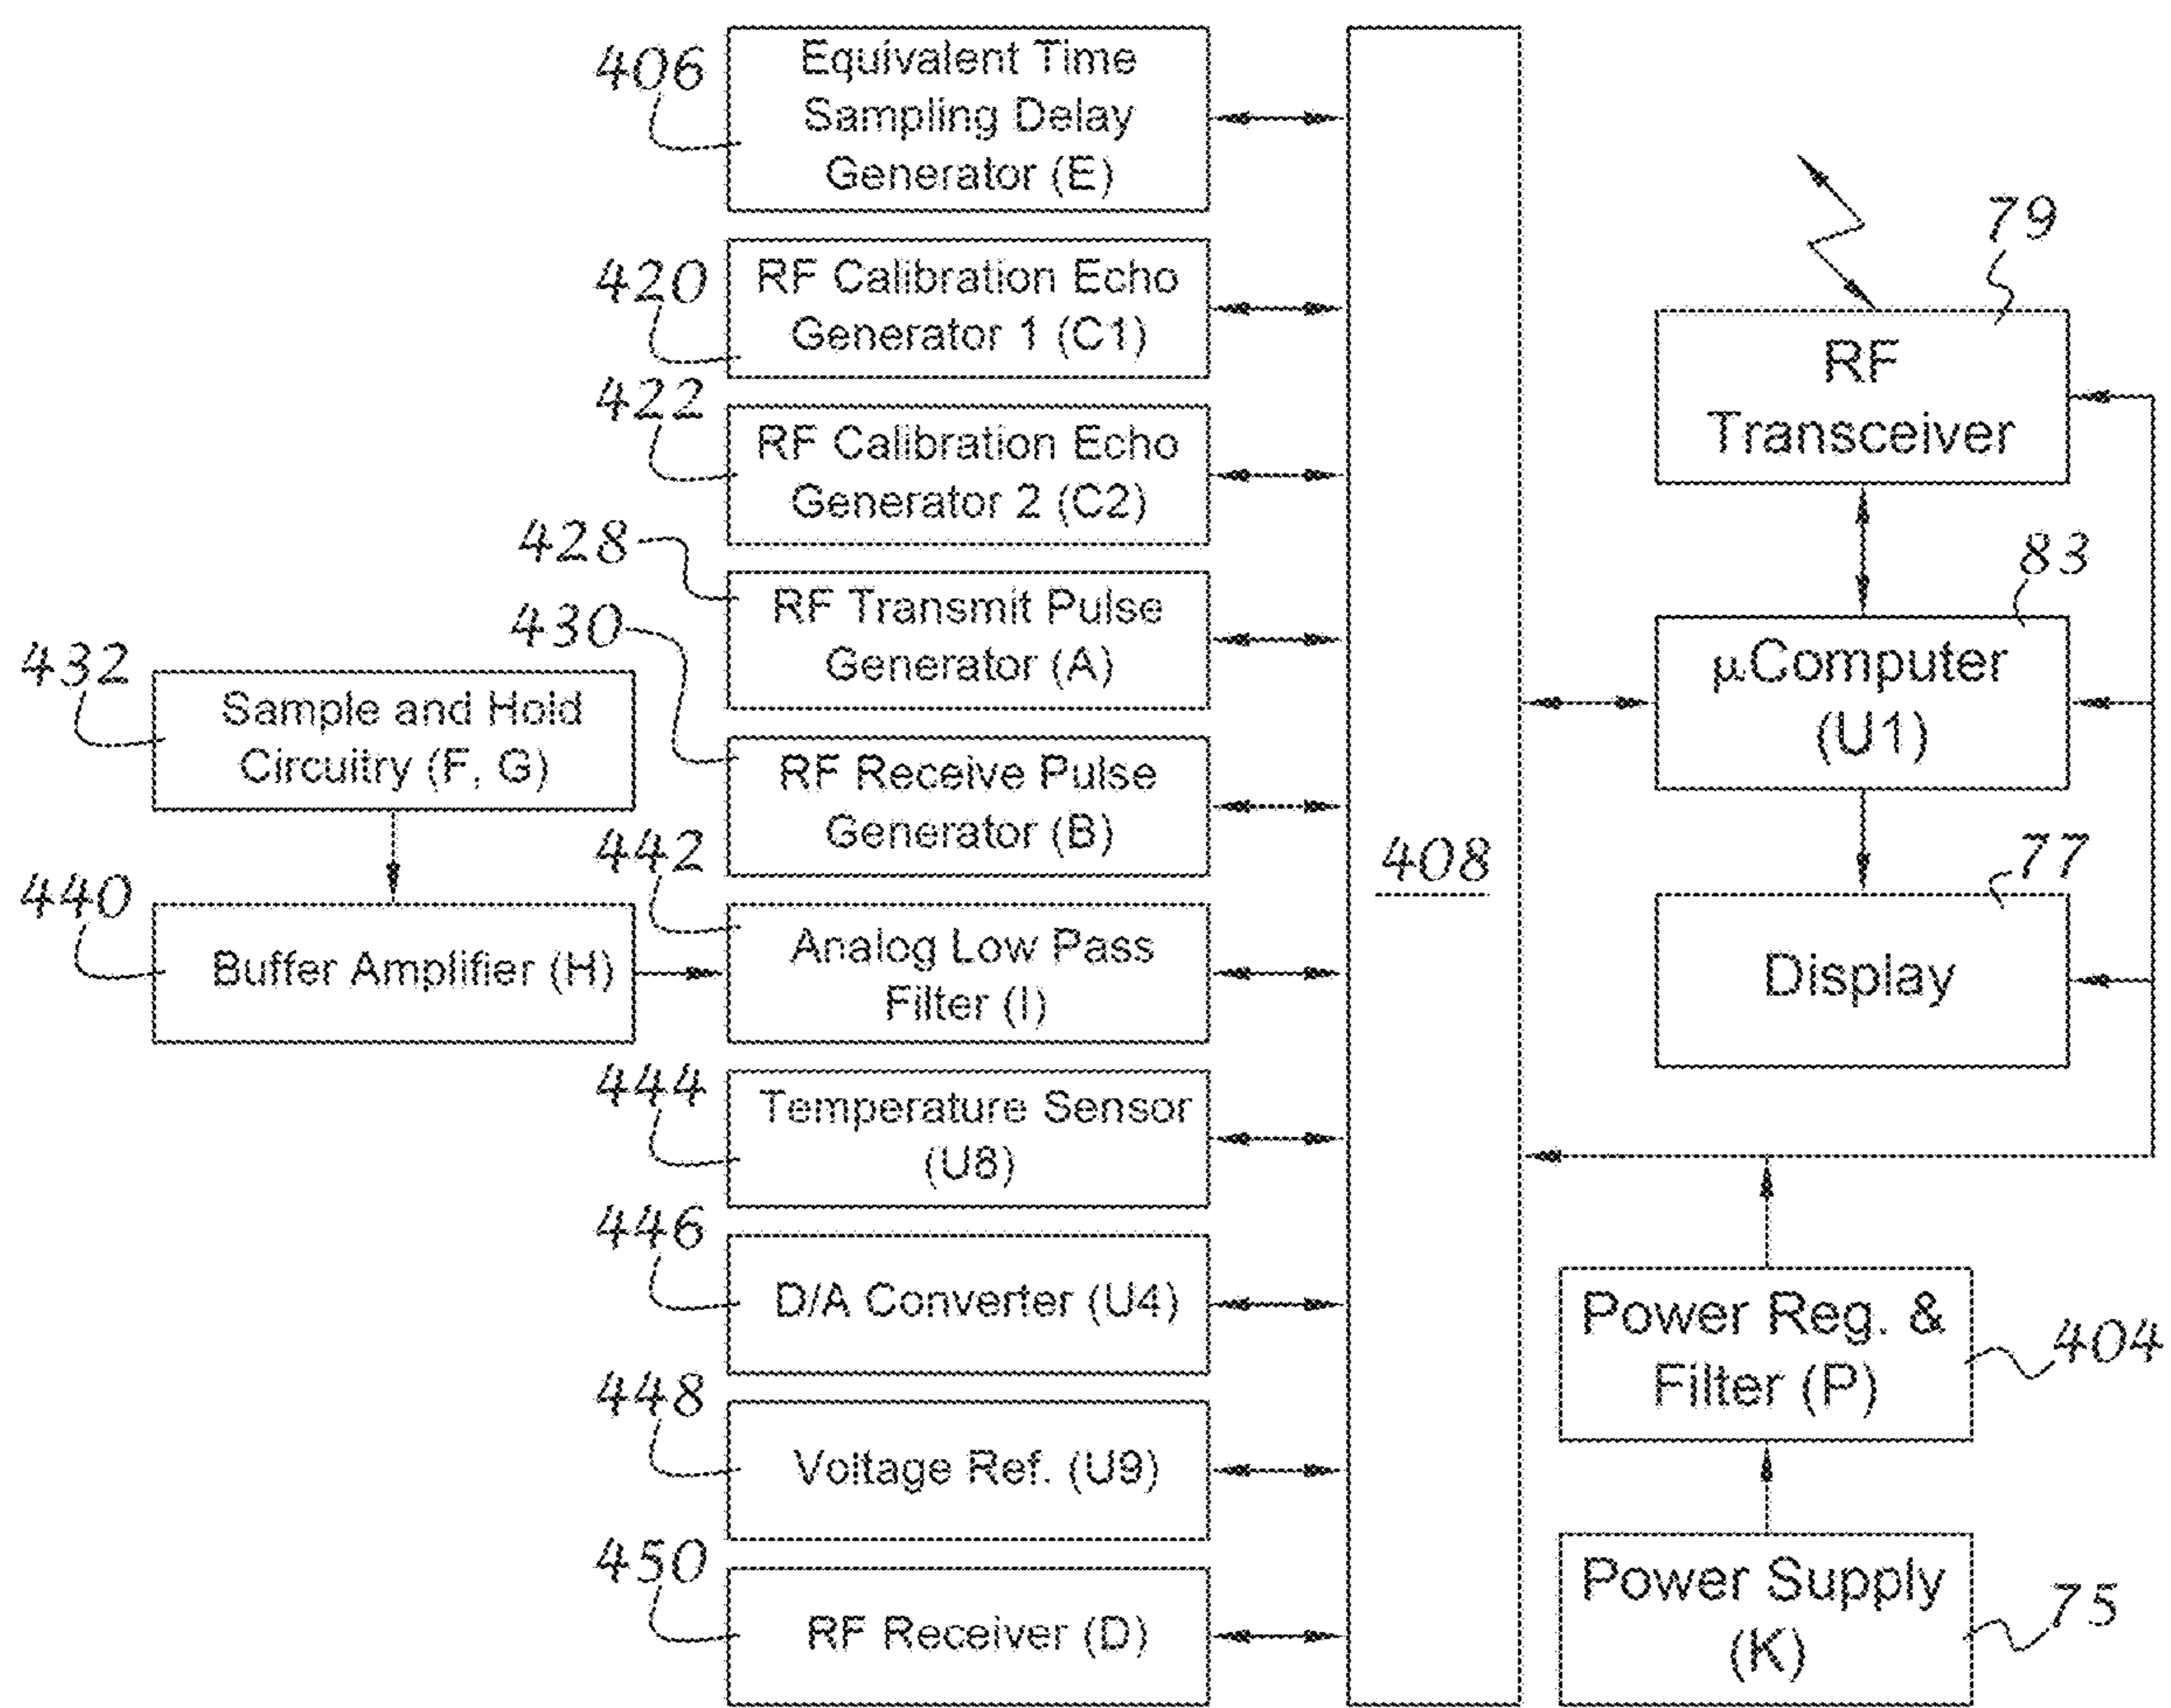 406
Equivalent Time
Sampling Delay
Generator (E)
420
RF Calibration Echo
Generator 1 (C1)
422
RF Calibration Echo
Generator 2 (C2)
428
RF Transmit Pulse
Generator (A)
430
RF Receive Pulse
Generator (B)
432
Sample and Hold
Circuitry (F, G)
440
Buffer Amplifier (H)
442
Analog Low Pass
Filter (I)
444
Temperature Sensor
(U8)
446
D/A Converter (U4)
448
Voltage Ref. (U9)
450
RF Receiver (D)
408
79
RF
Transceiver
83
µComputer
(U1)
77
Display
Power Reg. &
Filter (P)
404
Power Supply
(K)
75